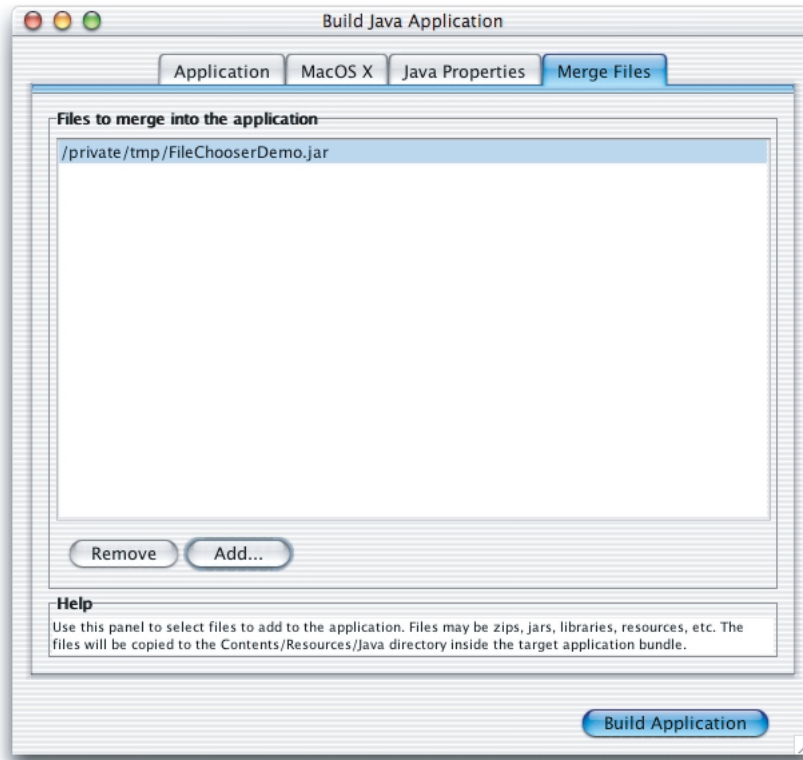 Build Java Application
Application MacOS X Java Properties Merge Files
Files to merge into the application
/private/tmp/FileChooserDemo.jar
Remove Add...
Help
Use this panel to select files to add to the application. Files may be zips, jars, libraries, resources, etc. The
files will be copied to the Contents/Resources/Java directory inside the target application bundle.
Build Application